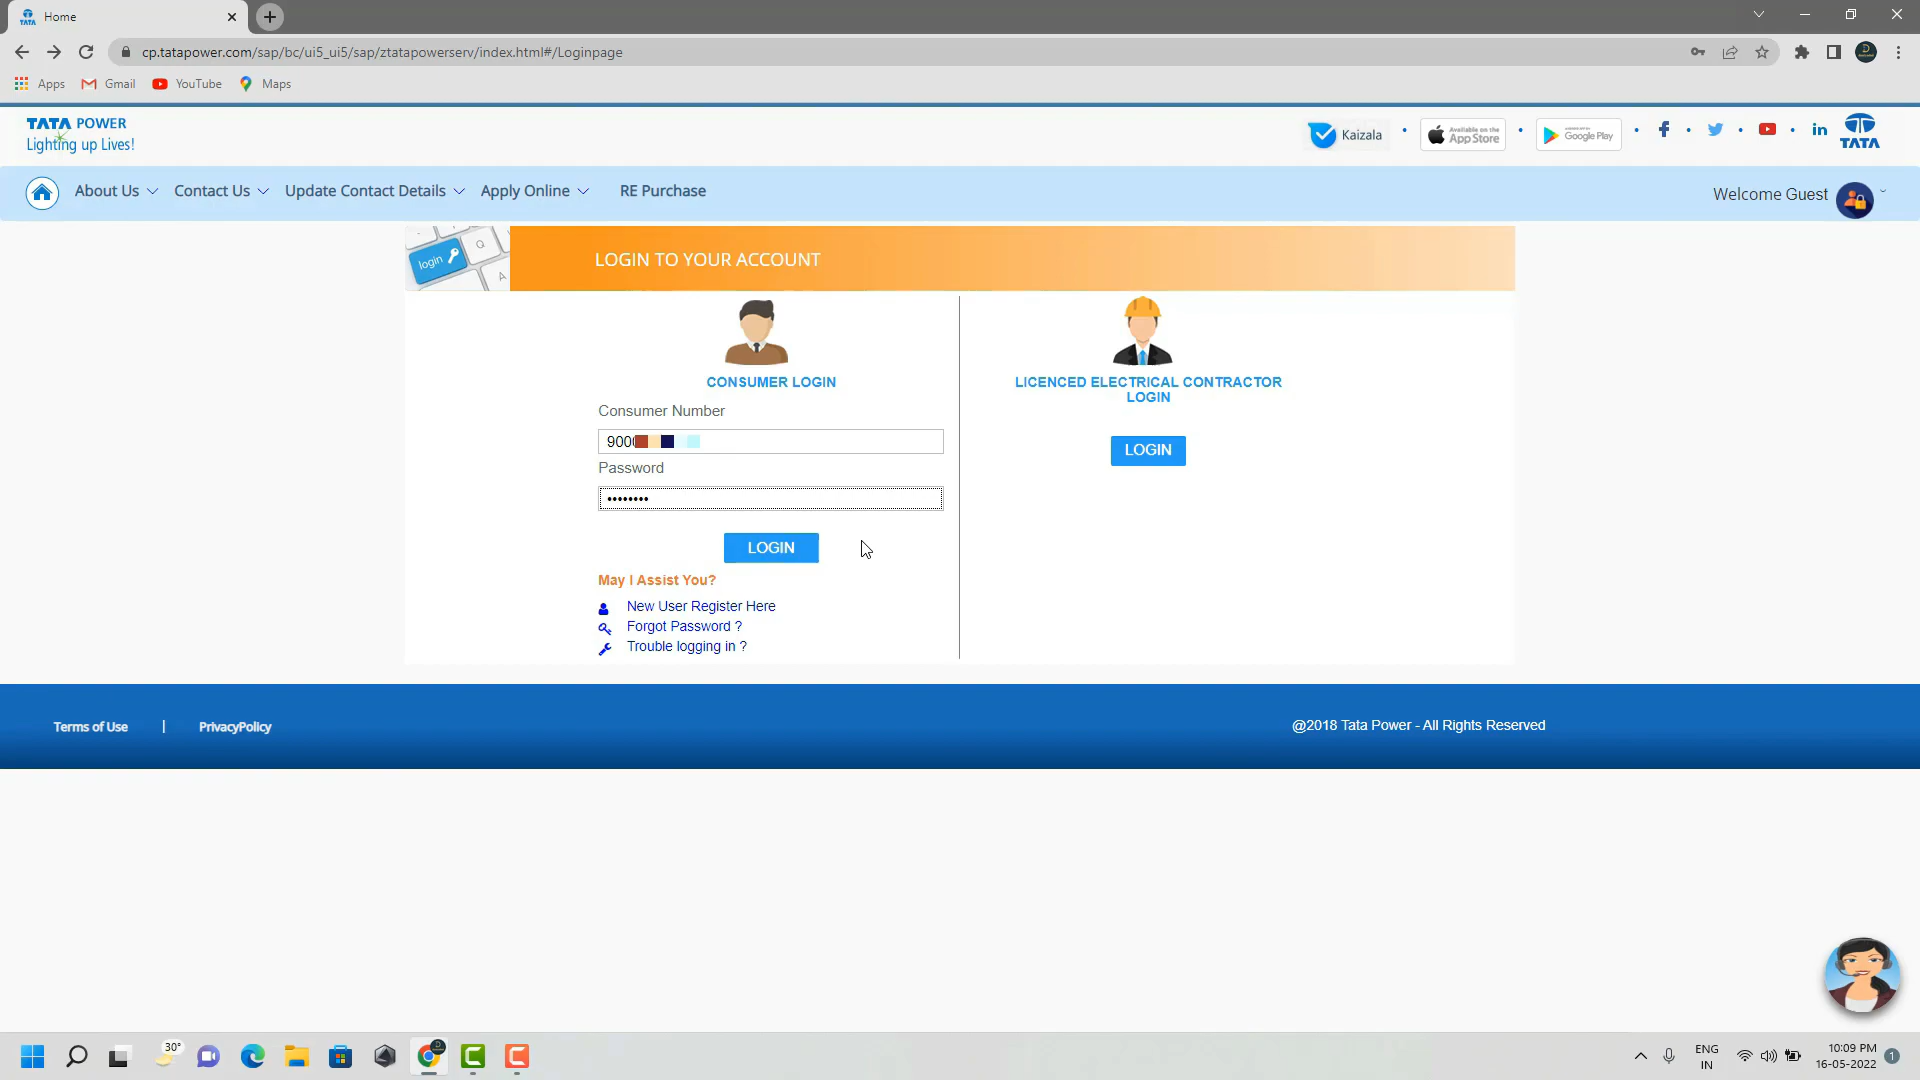 Home
cp.tatapower.com/sap/bc/ui5_ui5/sap/ztatapowerserv/index.html#/Loginpage
Apps Gmail YouTube Maps
TATA POWER
Lighting up Lives!
Kaizala
Available on the
App Store
Google Play
TATA
About Us Contact Us Update Contact Details Apply Online RE Purchase
Welcome Guest
login
LOGIN TO YOUR ACCOUNT
CONSUMER LOGIN
Consumer Number
900
Password
••••••••
LOGIN
May I Assist You?
New User Register Here
Forgot Password ?
Trouble logging in ?
LICENCED ELECTRICAL CONTRACTOR
LOGIN
LOGIN
Terms of Use | PrivacyPolicy
@2018 Tata Power - All Rights Reserved
30°
ENG
IN
10:09 PM
16-05-2022
1